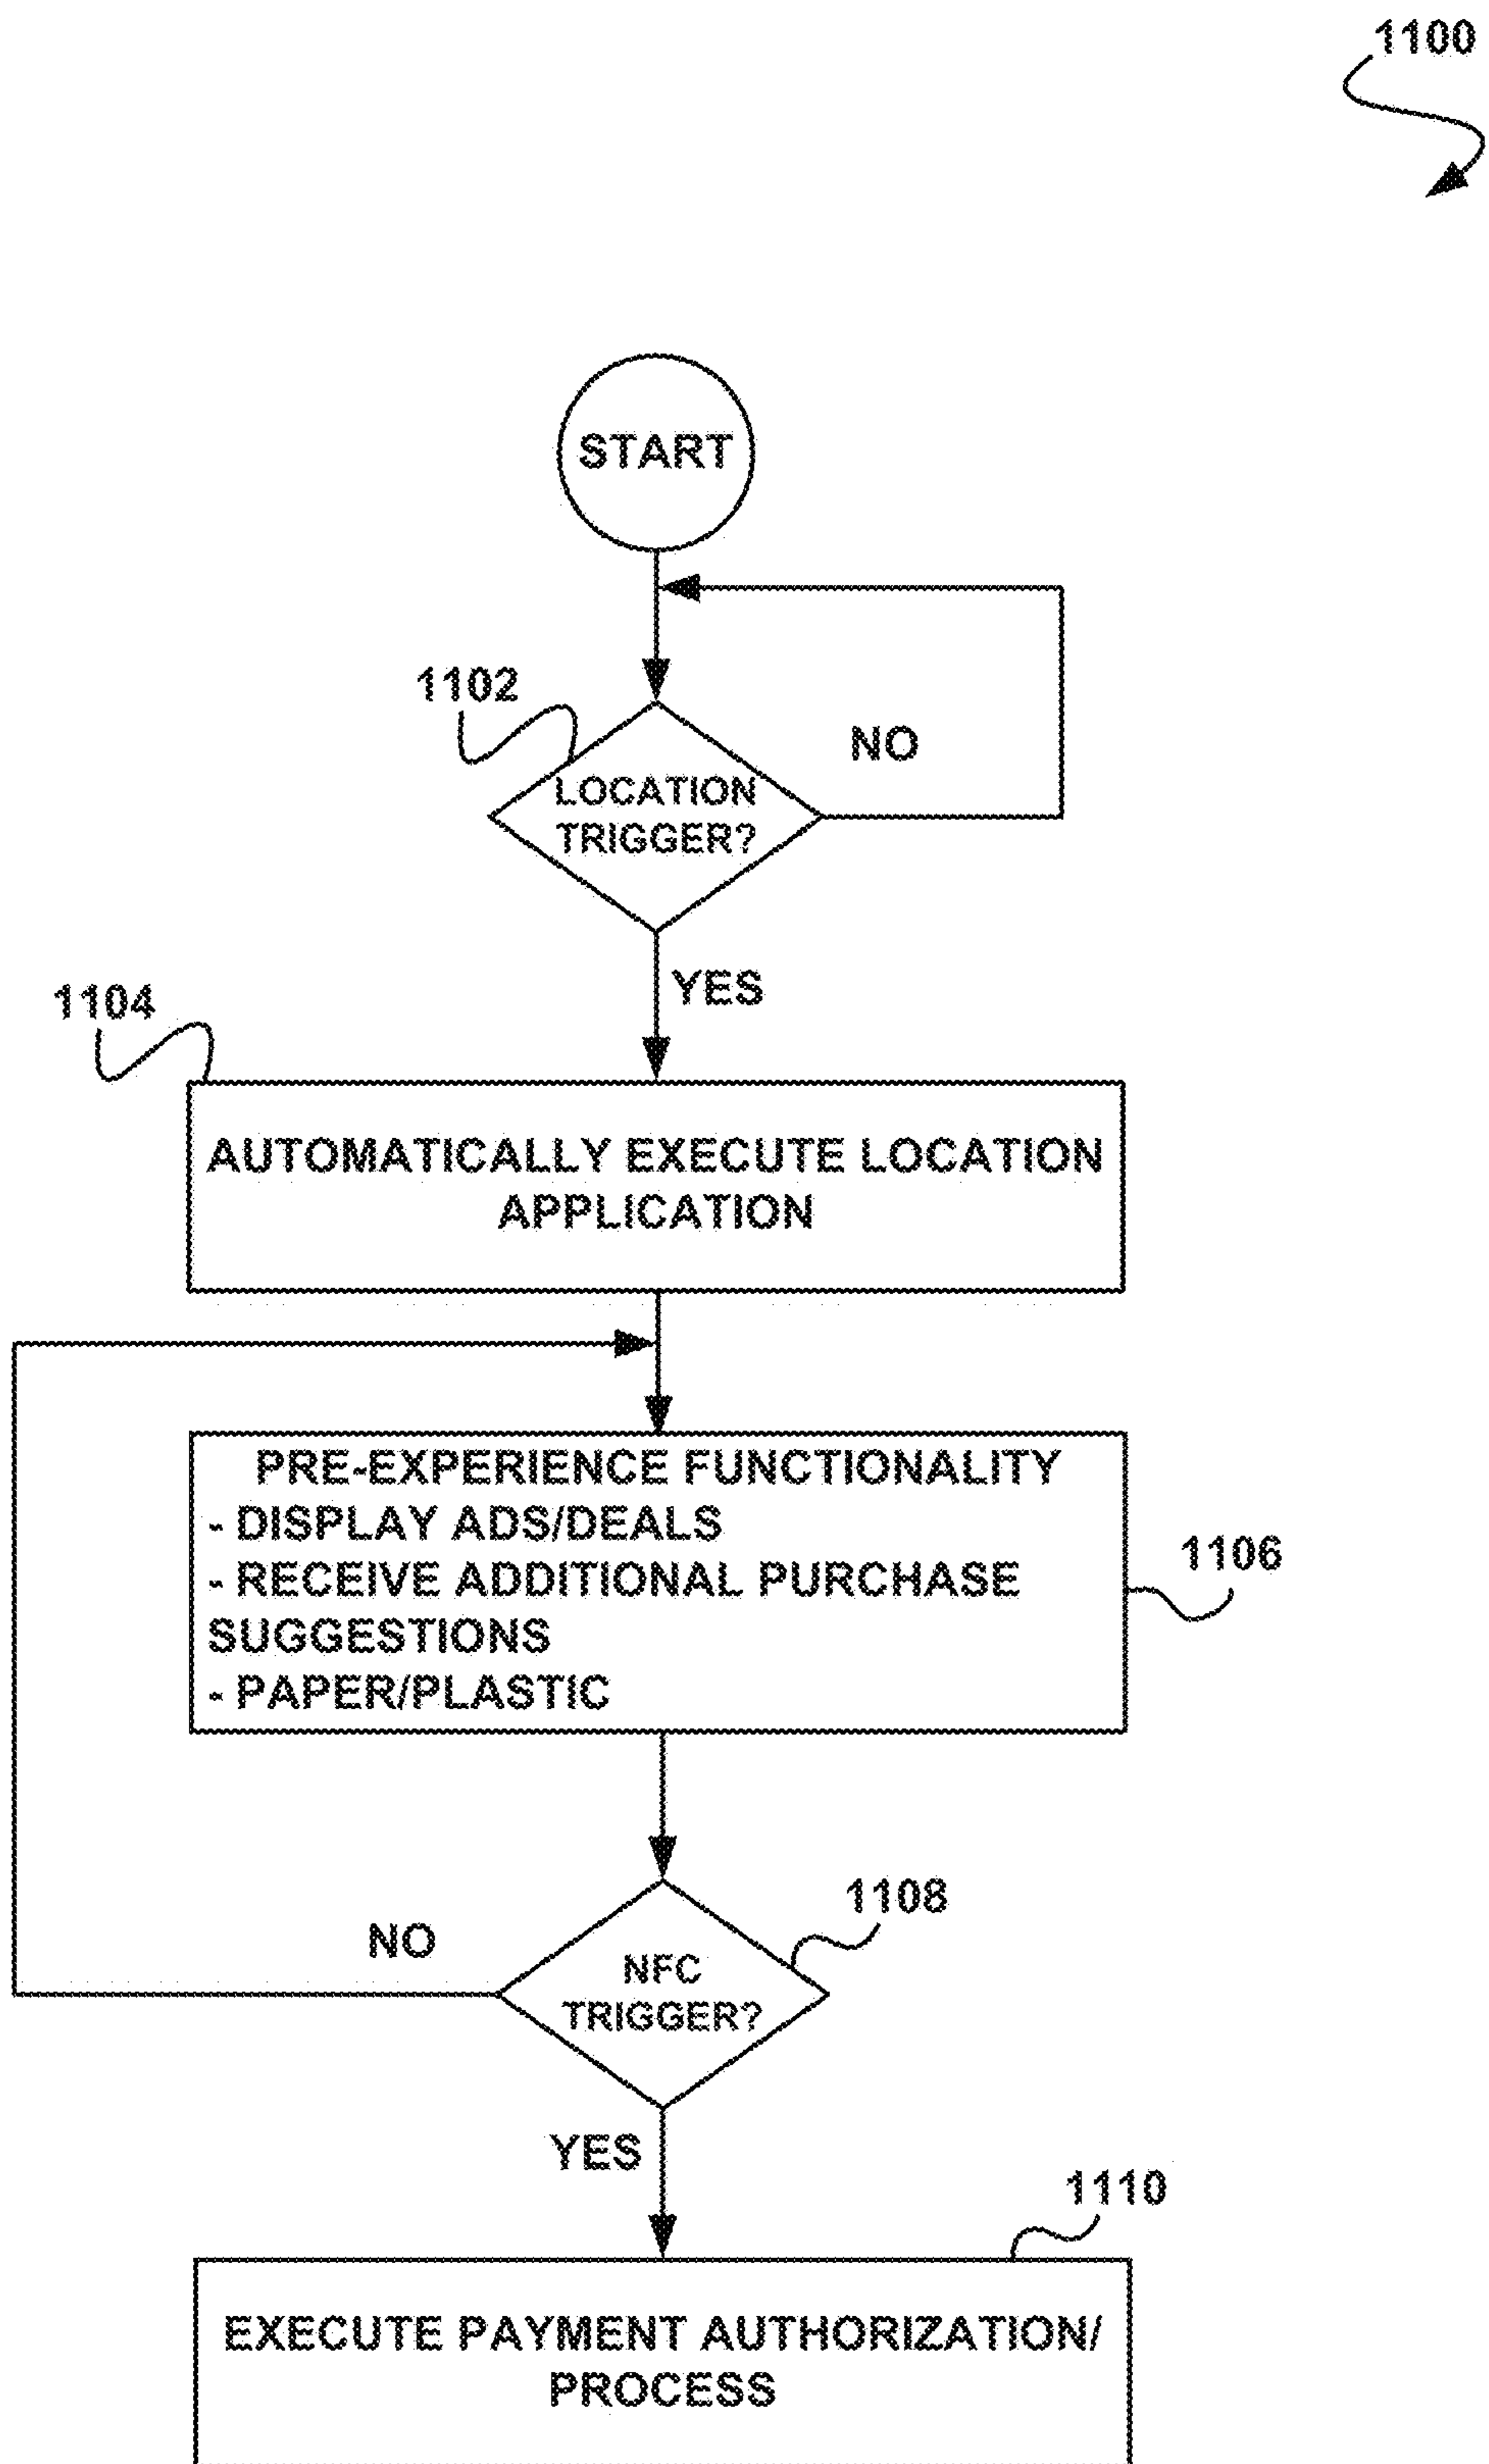 1100
START
1102
NO
LOCATION
TRIGGER?
YES
1104
AUTOMATICALLY EXECUTE LOCATION
APPLICATION
PRE-EXPERIENCE FUNCTIONALITY
- DISPLAY ADS/DEALS
- RECEIVE ADDITIONAL PURCHASE
SUGGESTIONS
- PAPER/PLASTIC
1106
1108
NO
NFC
TRIGGER?
YES
1110
EXECUTE PAYMENT AUTHORIZATION/
PROCESS